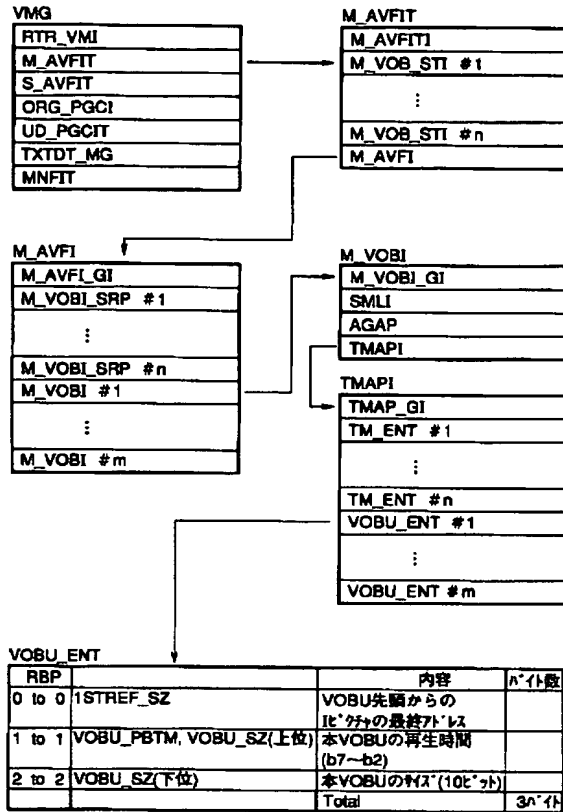 VMG
RTR_VMI
M_AVFIT
S_AVFIT
ORG_PGCI
UD_PGCIT
TXTDT_MG
MNFIT
M_AVFIT
M_AVFITI
M_VOB_STI #1
⋮
M_VOB_STI #n
M_AVFI
M_AVFI
M_AVFI_GI
M_VOBI_SRP #1
⋮
M_VOBI_SRP #n
M_VOBI #1
⋮
M_VOBI #m
M_VOBI
M_VOBI_GI
SMLI
AGAP
TMAPI
TMAPI
TMAP_GI
TM_ENT #1
⋮
TM_ENT #n
VOBU_ENT #1
⋮
VOBU_ENT #m
VOBU_ENT
RBP 内容 ﾊﾞｲﾄ数
0 to 0 1STREF_SZ VOBU先頭からの
Iﾋﾟｸﾁｬの最終ｱﾄﾞﾚｽ
1 to 1 VOBU_PBTM, VOBU_SZ(上位) 本VOBUの再生時間
(b7〜b2)
2 to 2 VOBU_SZ(下位) 本VOBUのｻｲｽﾞ(10ﾋﾞｯﾄ)
Total 3ﾊﾞｲﾄ